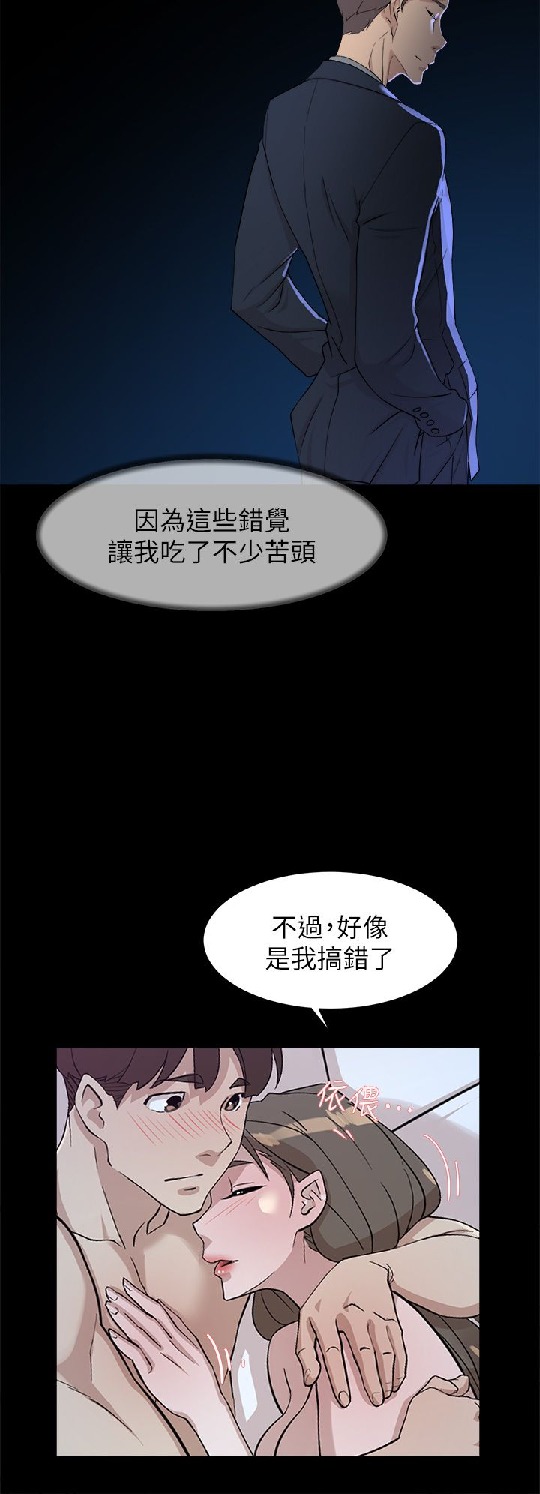 因為這些錯覺
讓我吃了不少苦頭
不過,好像
是我搞錯了
依偎…